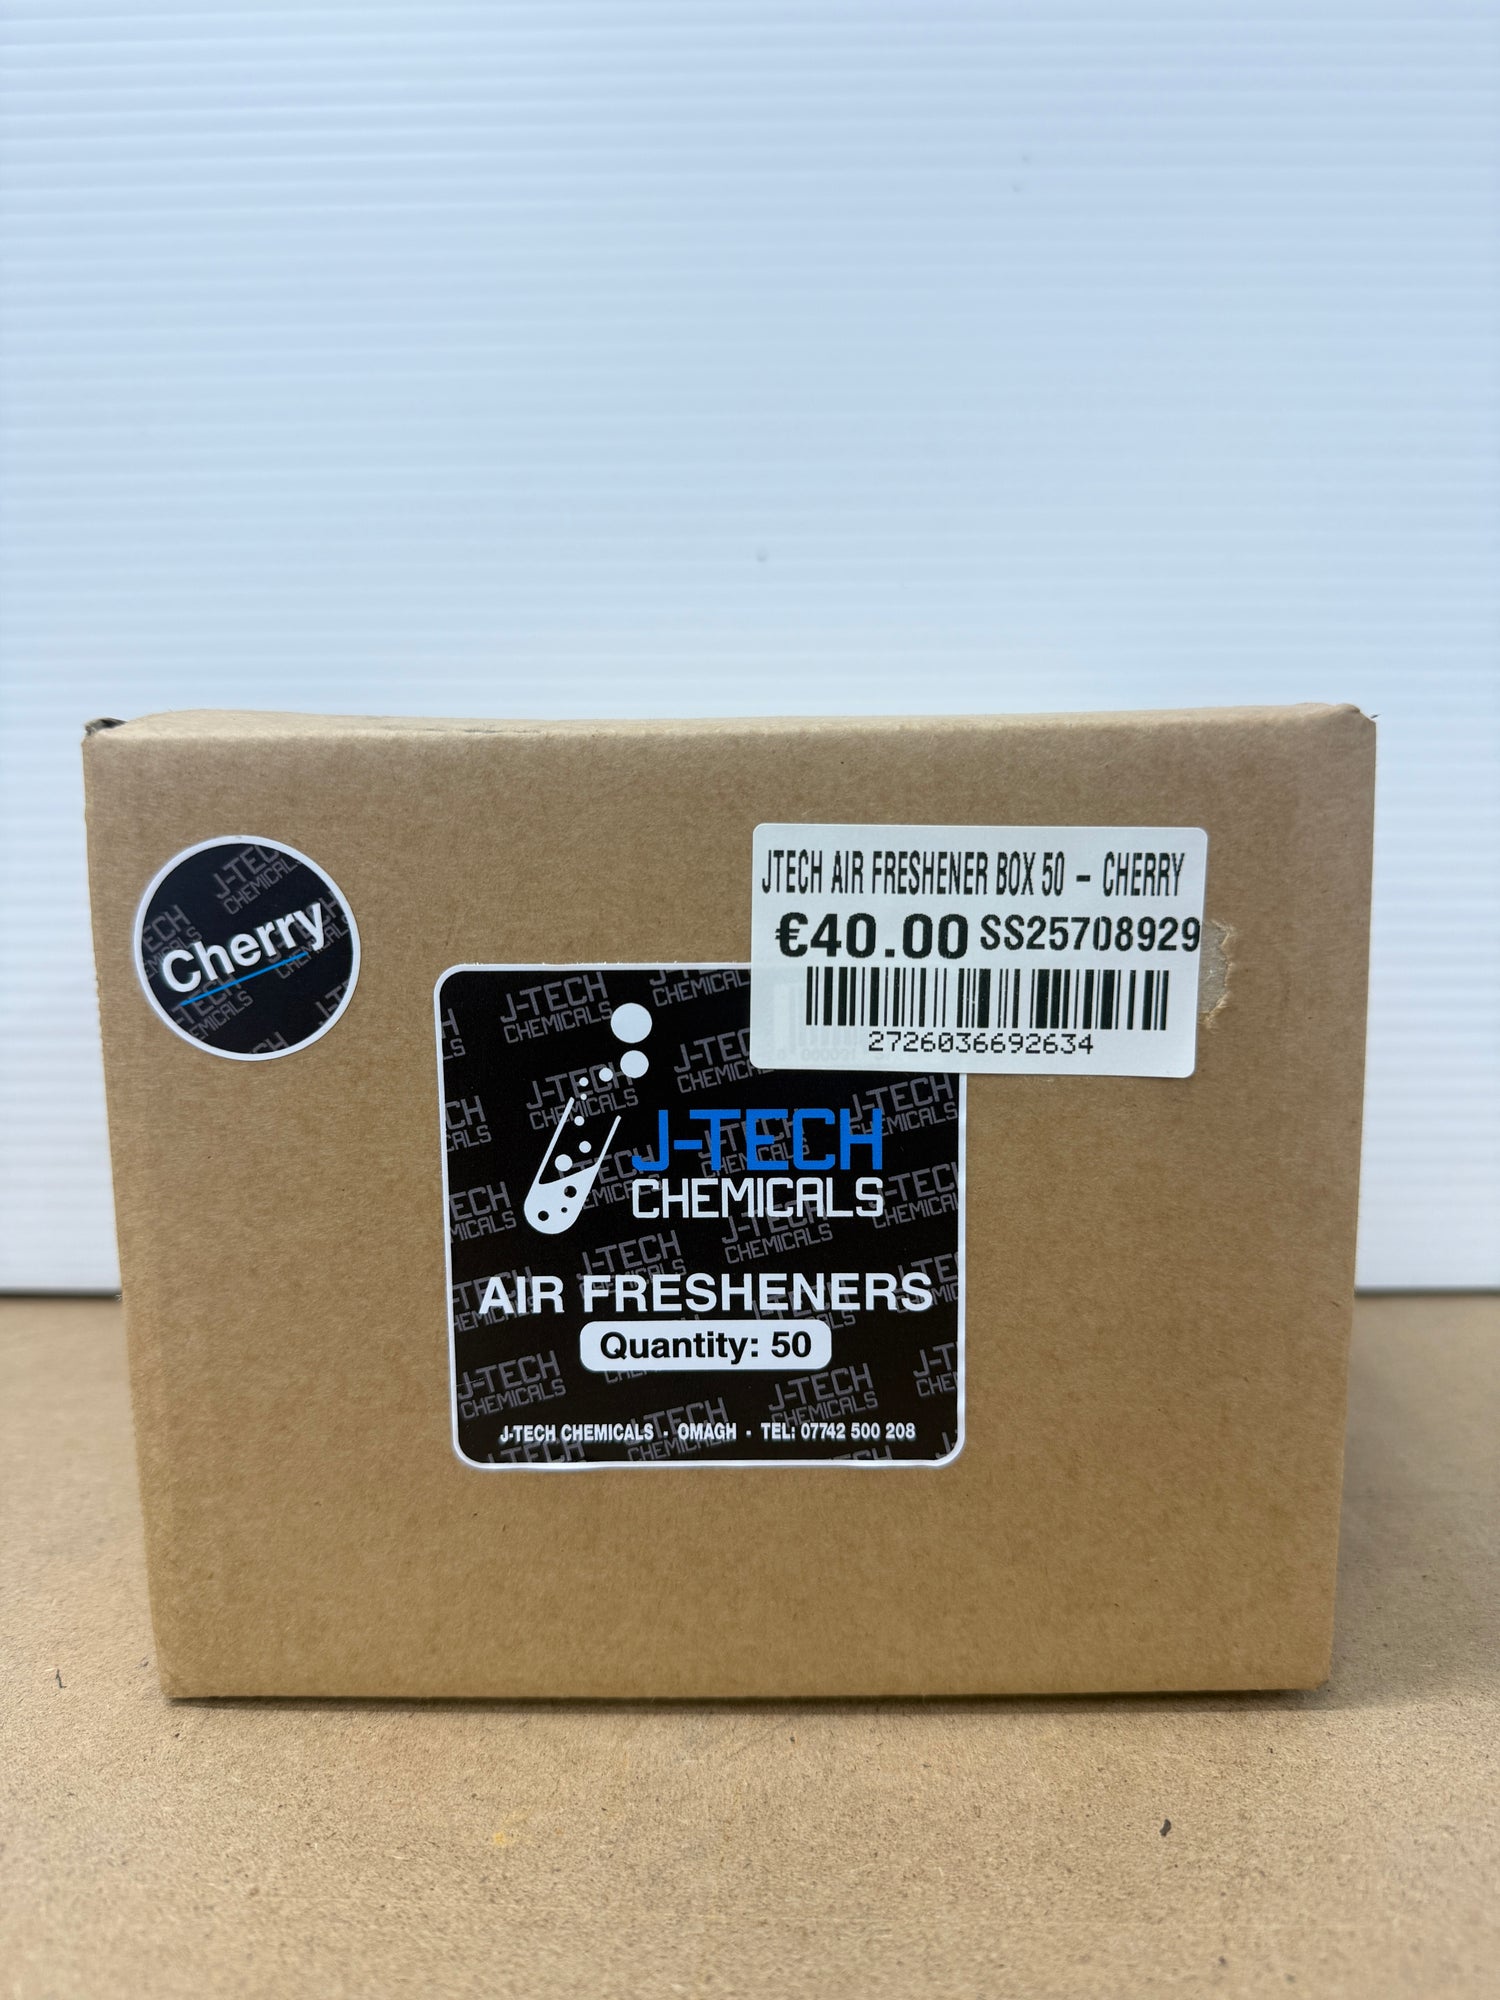 Cherry
JTECH AIR FRESHENER BOX 50 - CHERRY
€40.00 SS25708929
2726036692634
J-TECH
CHEMICALS
AIR FRESHENERS
Quantity: 50
J-TECH CHEMICALS · OMAGH · TEL: 07742 500 208